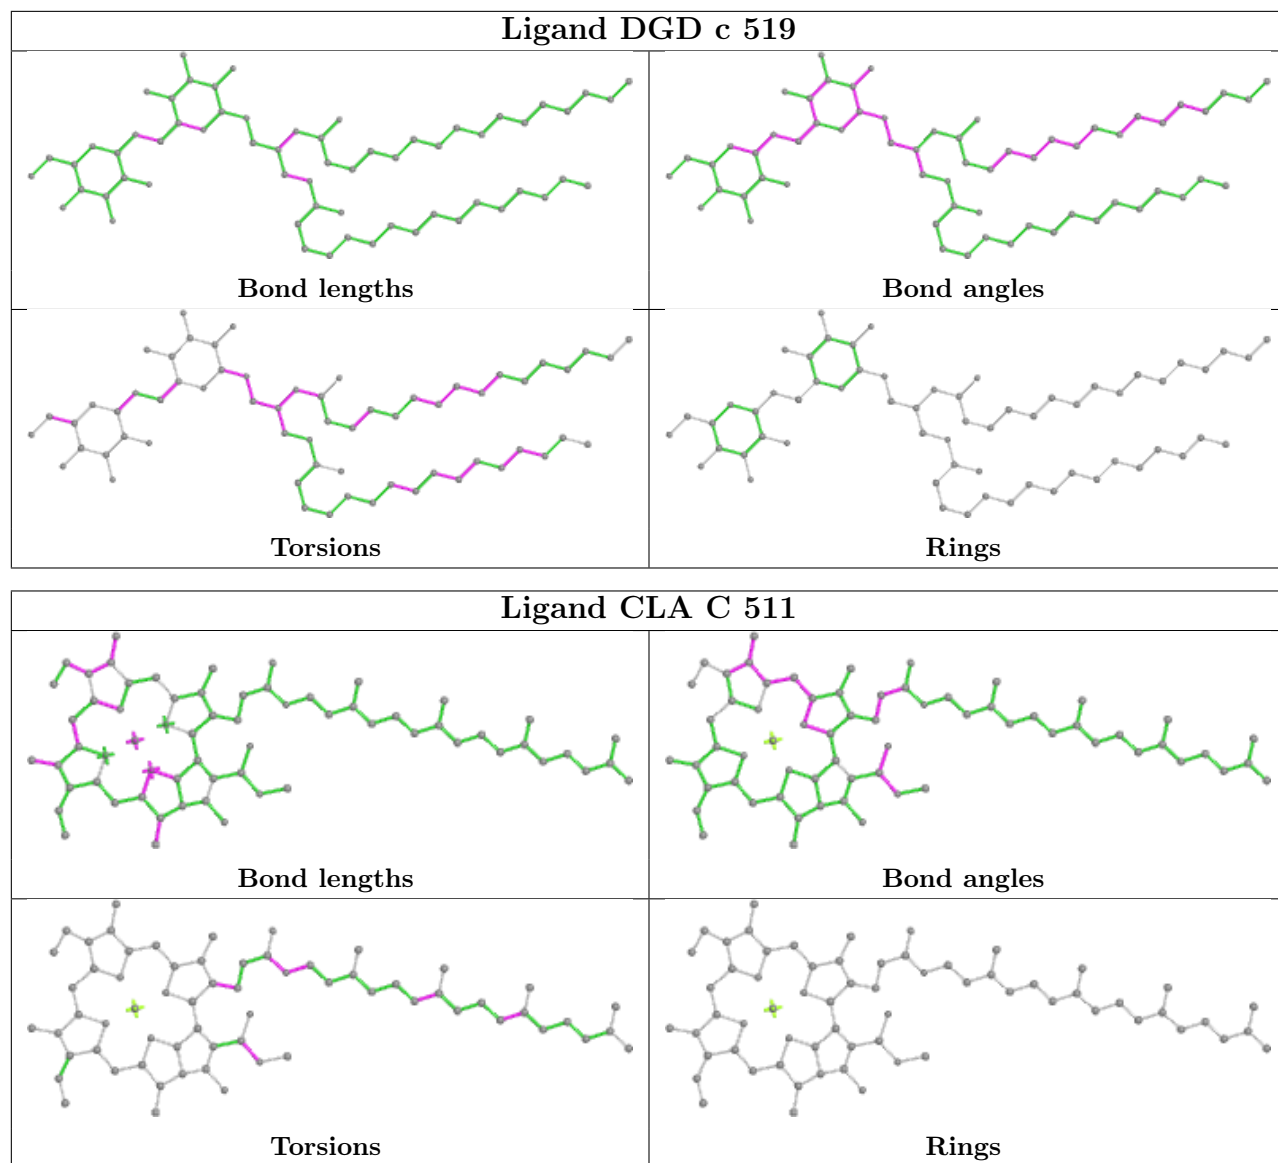 Ligand DGD c 519
Bond lengths
Bond angles
Torsions
Rings
Ligand CLA C 511
Bond lengths
Bond angles
Torsions
Rings